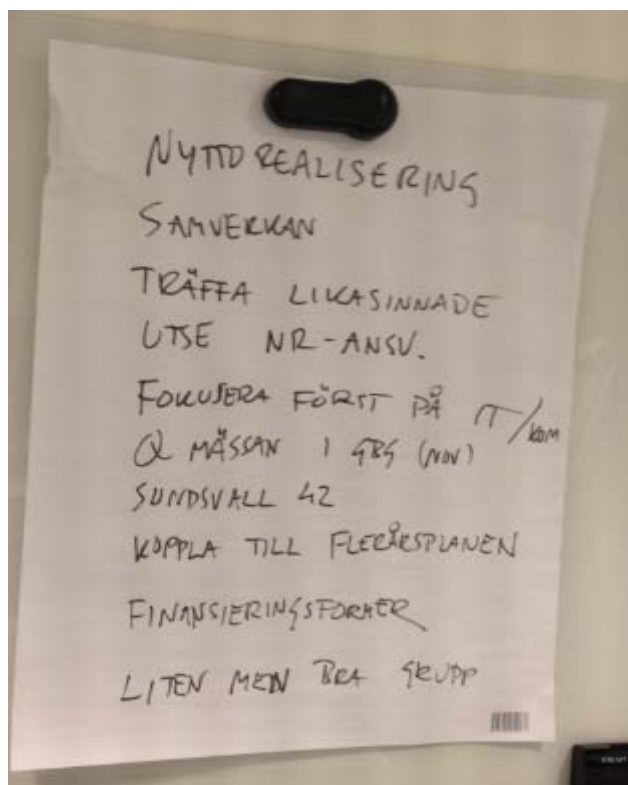 NYTTOREALISERING
SAMVERKAN
TRÄFFA LIKASINNADE
UTSE NR-ANSV.
FOKUSERA FÖRST PÅ IT/KOM
Q MÄSSAN I GBG (NOV)
SUNDSVALL 42
KOPPLA TILL FLERÅRSPLANEN
FINANSIERINGSFORMER
LITEN MEN BRA GRUPP